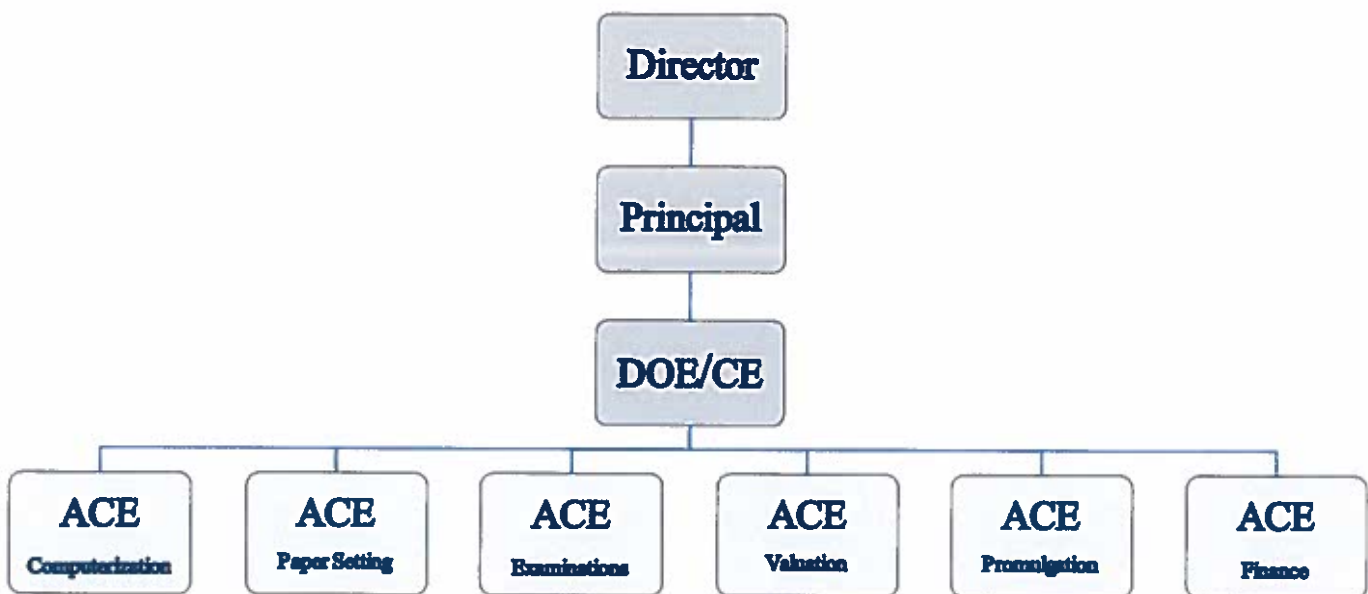 Director
Principal
DOE/CE
ACE
Computerization
ACE
Paper Setting
ACE
Examinations
ACE
Valuation
ACE
Promulgation
ACE
Finance